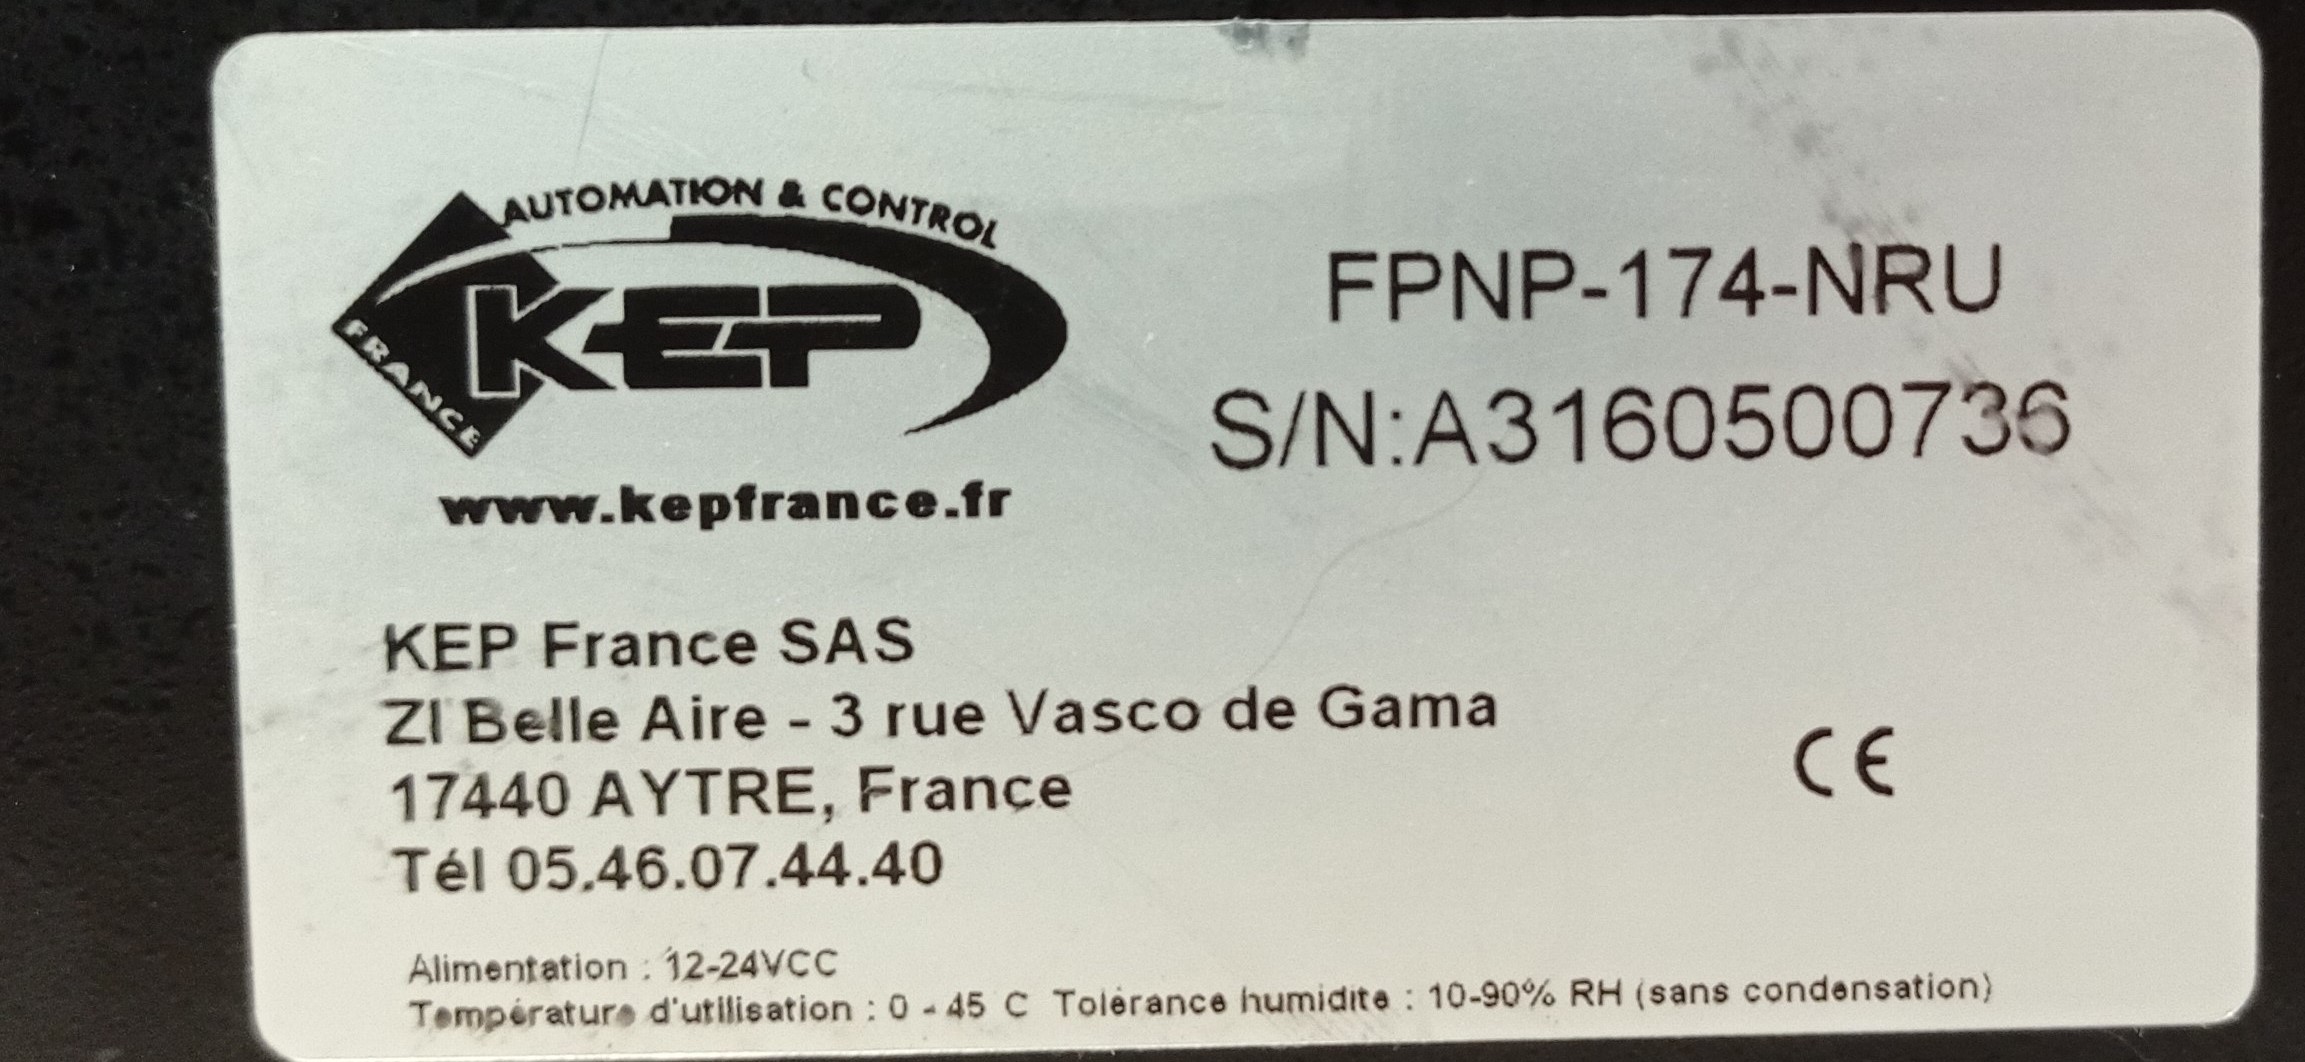 AUTOMATION & CONTROL
KEP
FRANCE
www.kepfrance.fr
FPNP-174-NRU
S/N:A3160500736
KEP France SAS
ZI Belle Aire - 3 rue Vasco de Gama
17440 AYTRE, France
Tél 05.46.07.44.40
CE
Alimentation : 12-24VCC
Température d'utilisation : 0 - 45 C Tolérance humidite : 10-90% RH (sans condensation)